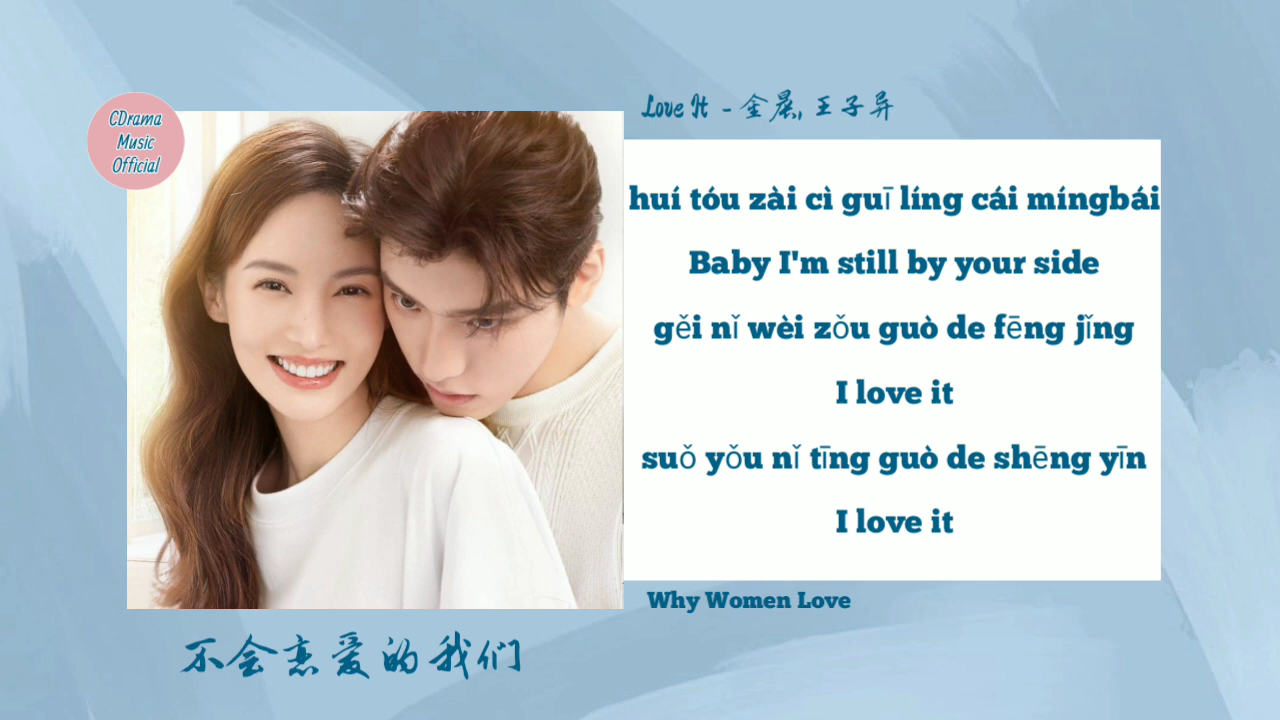 CDrama
Music
Official
Love It - 金晨, 王子异
huí tóu zài cì guī líng cái míngbái
Baby I'm still by your side
gěi nǐ wèi zǒu guò de fēng jǐng
I love it
suǒ yǒu nǐ tīng guò de shēng yīn
I love it
Why Women Love
不会恋爱的我们